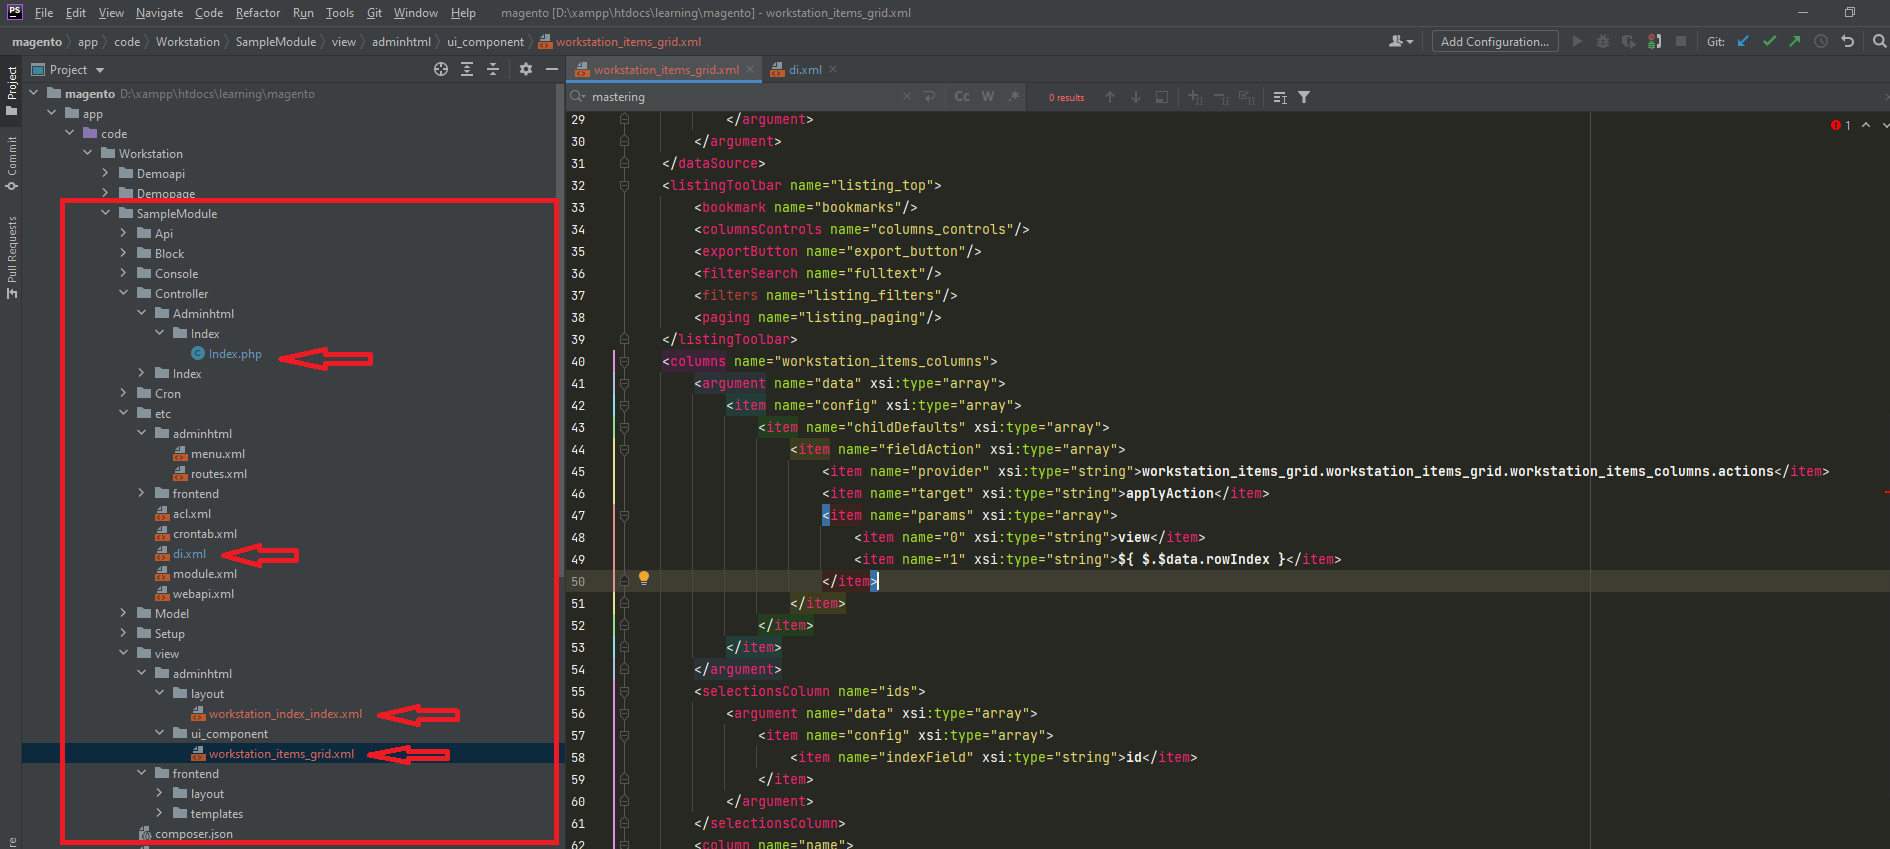 PS File Edit View Navigate Code Refactor Run Tools Git Window Help magento [D:\xampp\htdocs\learning\magento] - workstation_items_grid.xml
magento app code Workstation SampleModule view adminhtml ui_component workstation_items_grid.xml Add Configuration... Git:
Project
Commit
Pull Requests
re
Project
magento D:\xampp\htdocs\learning\magento
app
code
Workstation
Demoapi
Demopage
SampleModule
Api
Block
Console
Controller
Adminhtml
Index
Index.php
Index
Cron
etc
adminhtml
menu.xml
routes.xml
frontend
acl.xml
crontab.xml
di.xml
module.xml
webapi.xml
Model
Setup
view
adminhtml
layout
workstation_index_index.xml
ui_component
workstation_items_grid.xml
frontend
layout
templates
composer.json
workstation_items_grid.xml di.xml
mastering Cc W .* 0 results
1
29 </argument>
30 </argument>
31 </dataSource>
32 <listingToolbar name="listing_top">
33 <bookmark name="bookmarks"/>
34 <columnsControls name="columns_controls"/>
35 <exportButton name="export_button"/>
36 <filterSearch name="fulltext"/>
37 <filters name="listing_filters"/>
38 <paging name="listing_paging"/>
39 </listingToolbar>
40 <columns name="workstation_items_columns">
41 <argument name="data" xsi:type="array">
42 <item name="config" xsi:type="array">
43 <item name="childDefaults" xsi:type="array">
44 <item name="fieldAction" xsi:type="array">
45 <item name="provider" xsi:type="string">workstation_items_grid.workstation_items_grid.workstation_items_columns.actions</item>
46 <item name="target" xsi:type="string">applyAction</item>
47 <item name="params" xsi:type="array">
48 <item name="0" xsi:type="string">view</item>
49 <item name="1" xsi:type="string">${ $.$data.rowIndex }</item>
50 </item>
51 </item>
52 </item>
53 </item>
54 </argument>
55 <selectionsColumn name="ids">
56 <argument name="data" xsi:type="array">
57 <item name="config" xsi:type="array">
58 <item name="indexField" xsi:type="string">id</item>
59 </item>
60 </argument>
61 </selectionsColumn>
62 <column name="name">